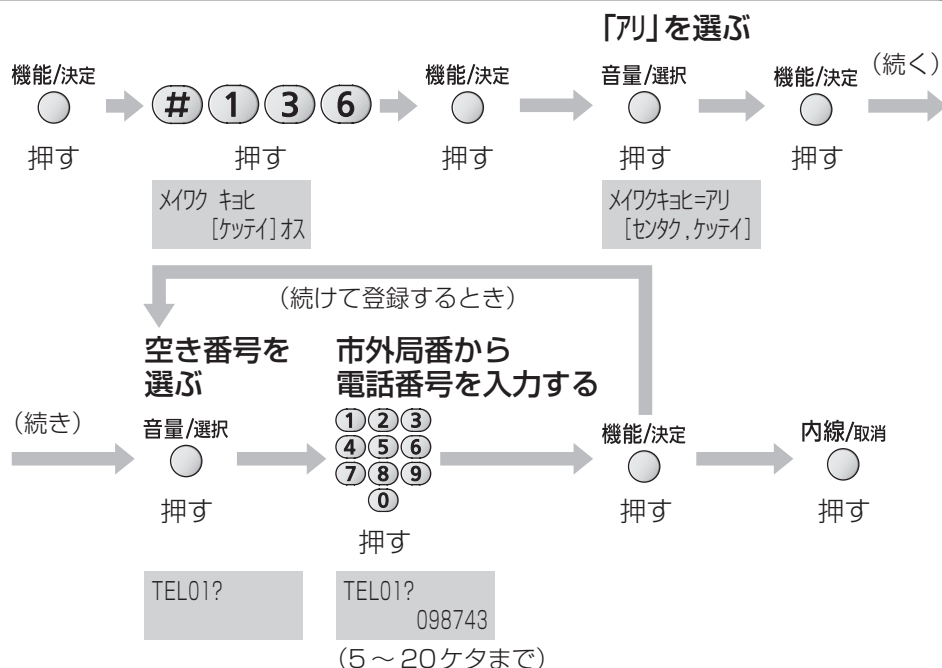 「ｱﾘ」を選ぶ
機能/決定 機能/決定 音量/選択 機能/決定 （続く）
# 1 3 6
押す 押す 押す 押す 押す
ﾒｲﾜｸ ｷｮﾋ ﾒｲﾜｸｷｮﾋ=ｱﾘ
[ｹｯﾃｲ]ｵｽ [ｾﾝﾀｸ,ｹｯﾃｲ]
（続けて登録するとき）
空き番号を 市外局番から
選ぶ 電話番号を入力する
（続き） 音量/選択 1 2 3 機能/決定 内線/取消
4 5 6
7 8 9
0
押す 押す 押す 押す
TEL01? TEL01?
098743
（5～20ケタまで）